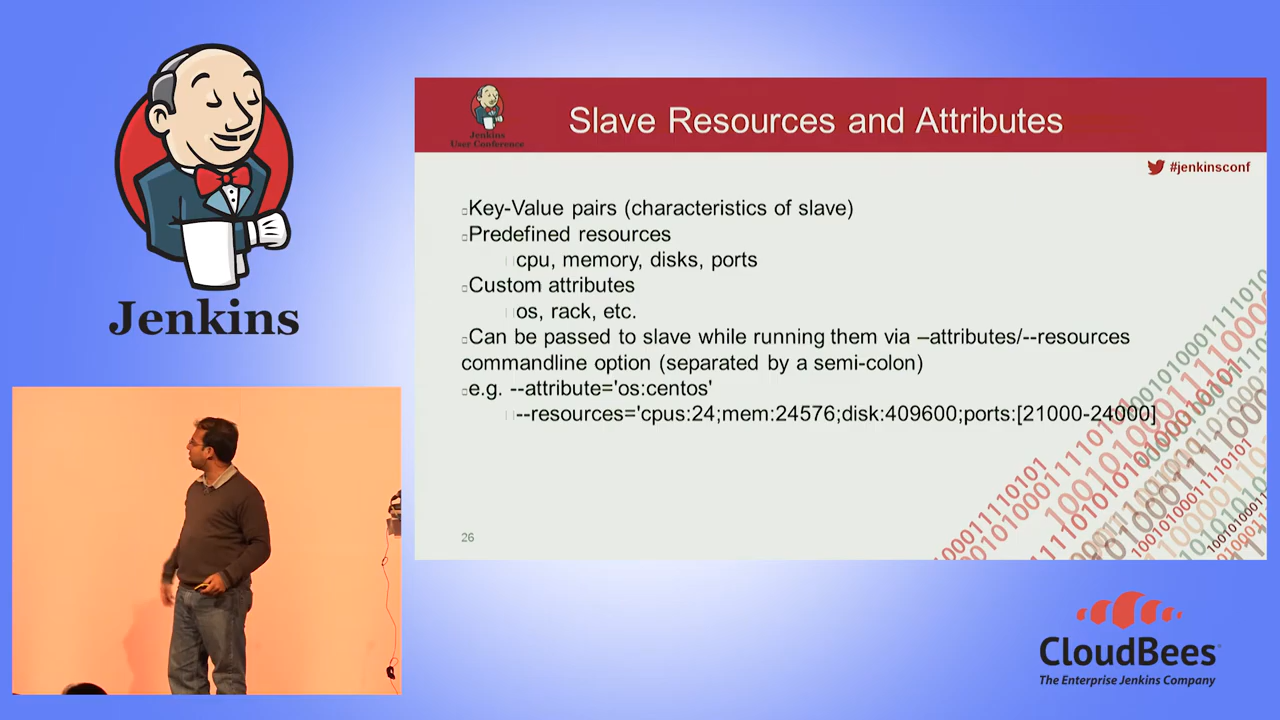 Jenkins
Jenkins
User Conference
Slave Resources and Attributes
#jenkinsconf
Key-Value pairs (characteristics of slave)
Predefined resources
cpu, memory, disks, ports
Custom attributes
os, rack, etc.
Can be passed to slave while running them via –attributes/--resources
commandline option (separated by a semi-colon)
e.g. --attribute='os:centos'
--resources='cpus:24;mem:24576;disk:409600;ports:[21000-24000]
26
CloudBees
The Enterprise Jenkins Company